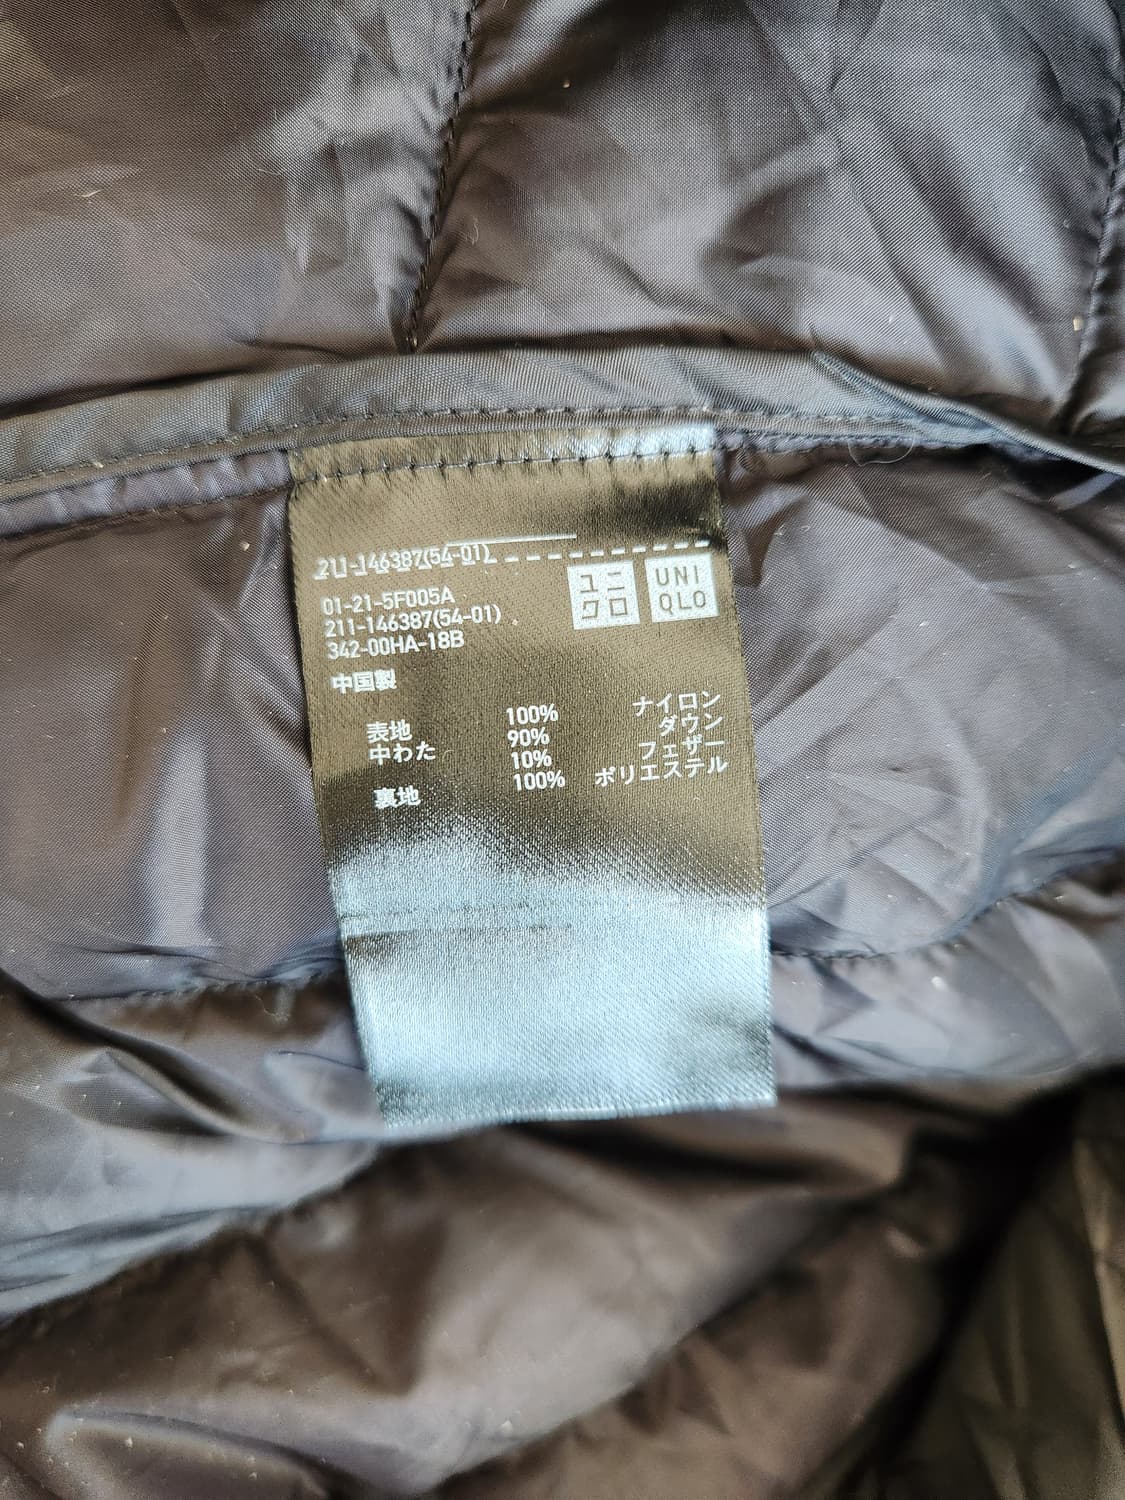 211-146387(54-01)
ユニ
クロ
UNI
QLO
01-21-5F005A
211-146387(54-01)
342-00HA-18B
中国製
表地 100% ナイロン
中わた 90% ダウン
10% フェザー
裏地 100% ポリエステル